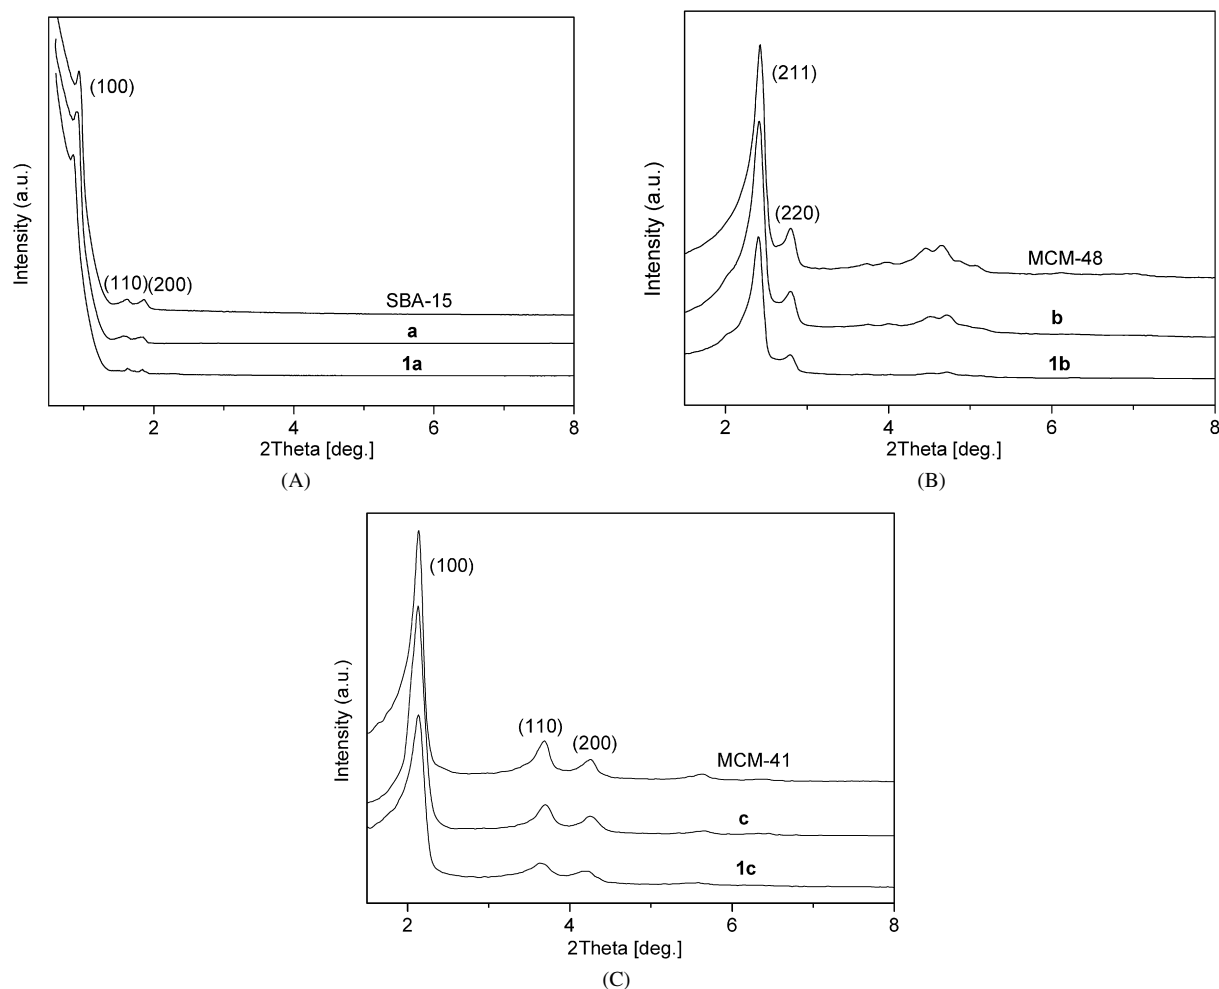 Intensity (a.u.)
(100)
(110)
(200)
SBA-15
a
1a
2
4
6
8
2Theta [deg.]
(A)
Intensity (a.u.)
(211)
(220)
MCM-48
b
1b
2
4
6
8
2Theta [deg.]
(B)
Intensity (a.u.)
(100)
(110)
(200)
MCM-41
c
1c
2
4
6
8
2Theta [deg.]
(C)